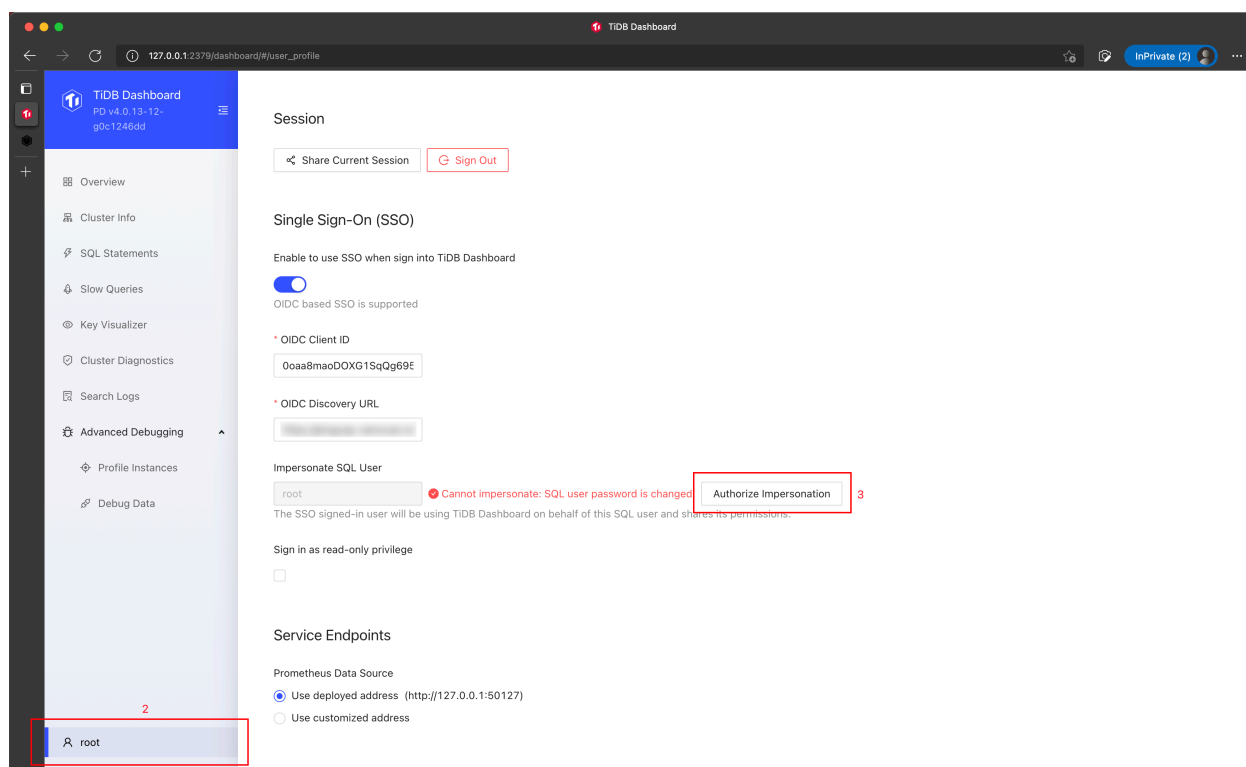 TiDB Dashboard
127.0.0.1:2379/dashboard/#/user_profile
InPrivate (2)
TiDB Dashboard
PD v4.0.13-12-
g0c1246dd
Overview
Cluster Info
SQL Statements
Slow Queries
Key Visualizer
Cluster Diagnostics
Search Logs
Advanced Debugging
Profile Instances
Debug Data
2
root
Session
Share Current Session
Sign Out
Single Sign-On (SSO)
Enable to use SSO when sign into TiDB Dashboard
OIDC based SSO is supported
* OIDC Client ID
0oaa8maoDOXG1SqQg695
* OIDC Discovery URL
Impersonate SQL User
root
Cannot impersonate: SQL user password is changed
Authorize Impersonation
3
The SSO signed-in user will be using TiDB Dashboard on behalf of this SQL user and shares its permissions.
Sign in as read-only privilege
Service Endpoints
Prometheus Data Source
Use deployed address (http://127.0.0.1:50127)
Use customized address